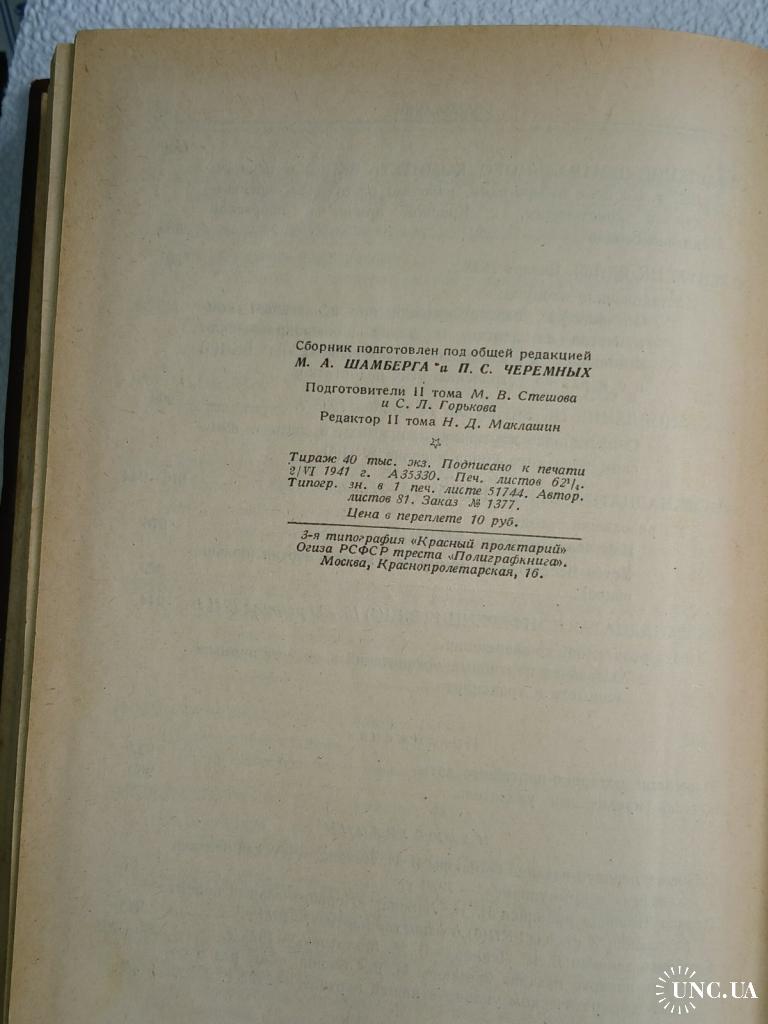 Сборник подготовлен под общей редакцией
М. А. ШАМБЕРГА и П. С. ЧЕРЕМНЫХ
Подготовители II тома М. В. Стешова
и С. Л. Горькова
Редактор II тома Н. Д. Маклашин
Тираж 40 тыс. экз. Подписано к печати
2/VI 1941 г. А35330. Печ. листов 62¹/₄.
Типогр. зн. в 1 печ. листе 51744. Автор.
листов 81. Заказ № 1377.
Цена в переплете 10 руб.
3-я типография «Красный пролетарий»
Огиза РСФСР треста «Полиграфкнига».
Москва, Краснопролетарская, 16.
UNC.UA